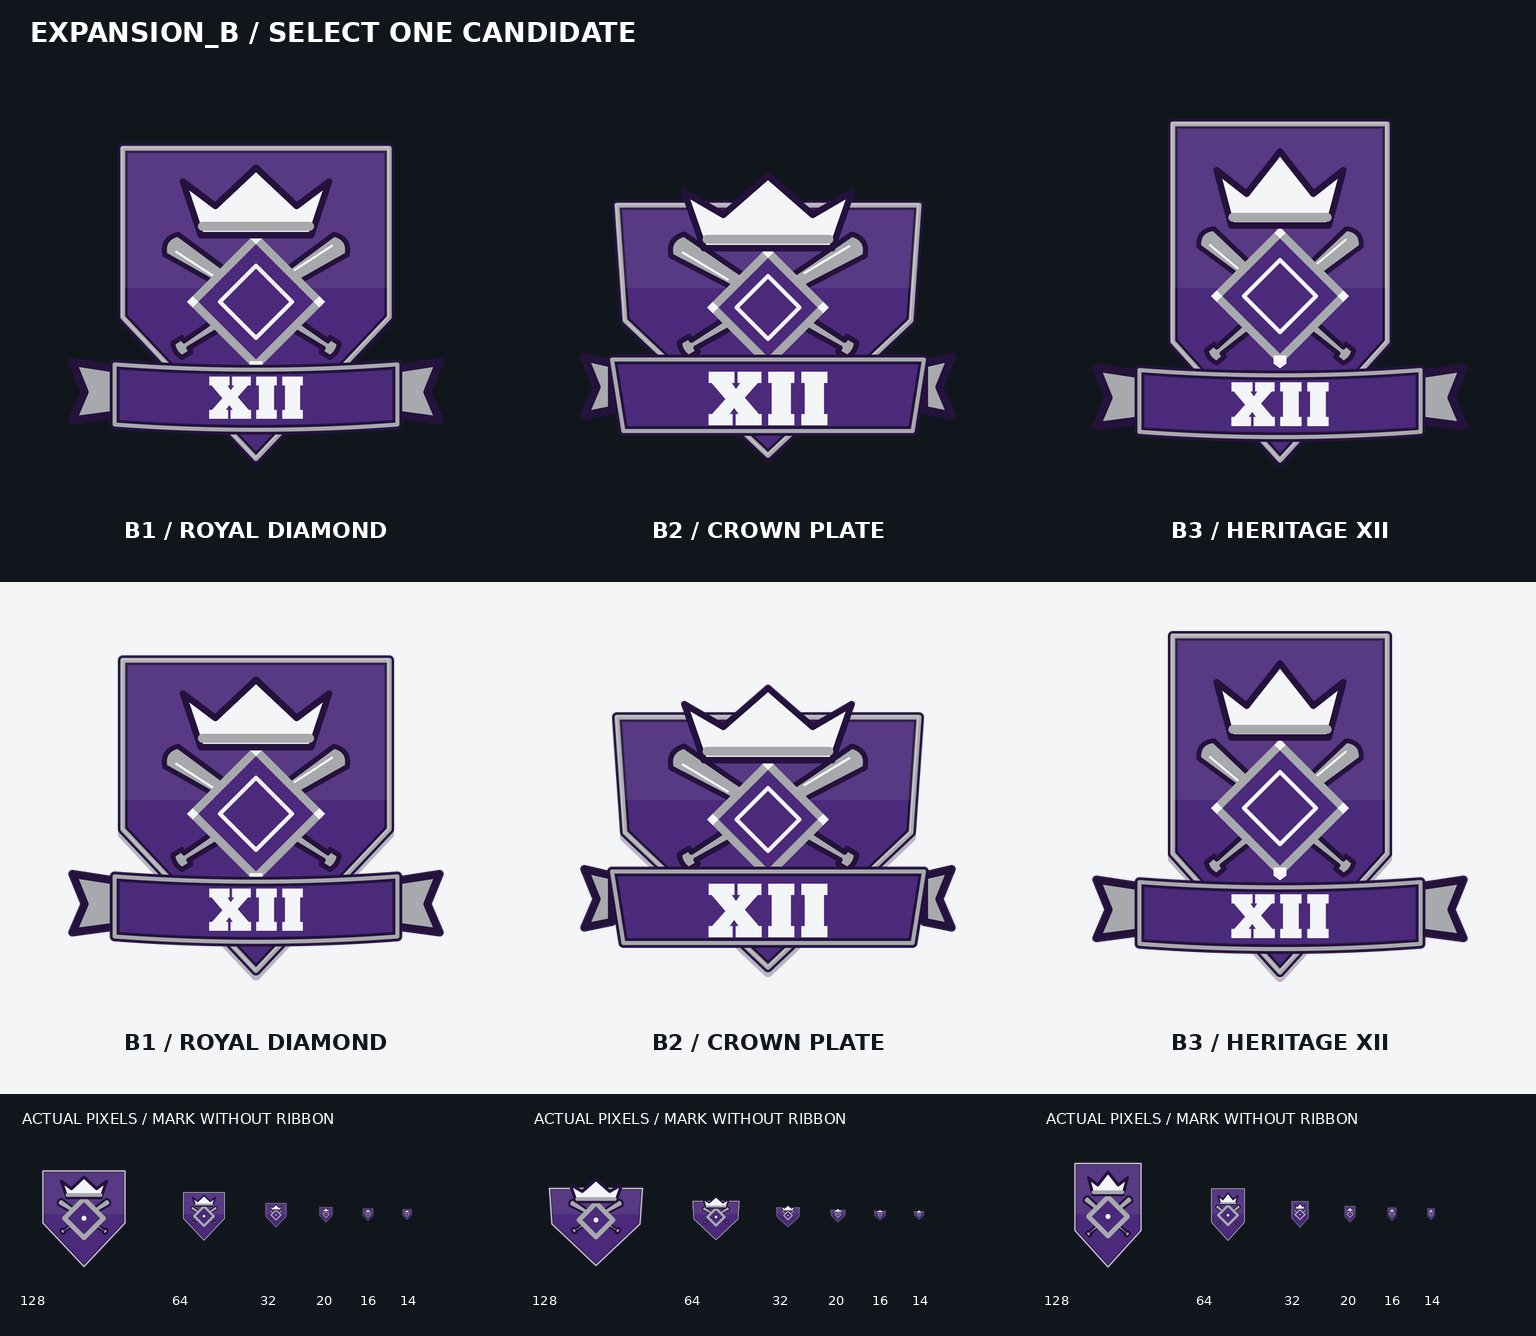 EXPANSION_B / SELECT ONE CANDIDATE
XII
XII
XII
B1 / ROYAL DIAMOND
B2 / CROWN PLATE
B3 / HERITAGE XII
XII
XII
XII
B1 / ROYAL DIAMOND
B2 / CROWN PLATE
B3 / HERITAGE XII
ACTUAL PIXELS / MARK WITHOUT RIBBON
ACTUAL PIXELS / MARK WITHOUT RIBBON
ACTUAL PIXELS / MARK WITHOUT RIBBON
128 64 32 20 16 14
128 64 32 20 16 14
128 64 32 20 16 14